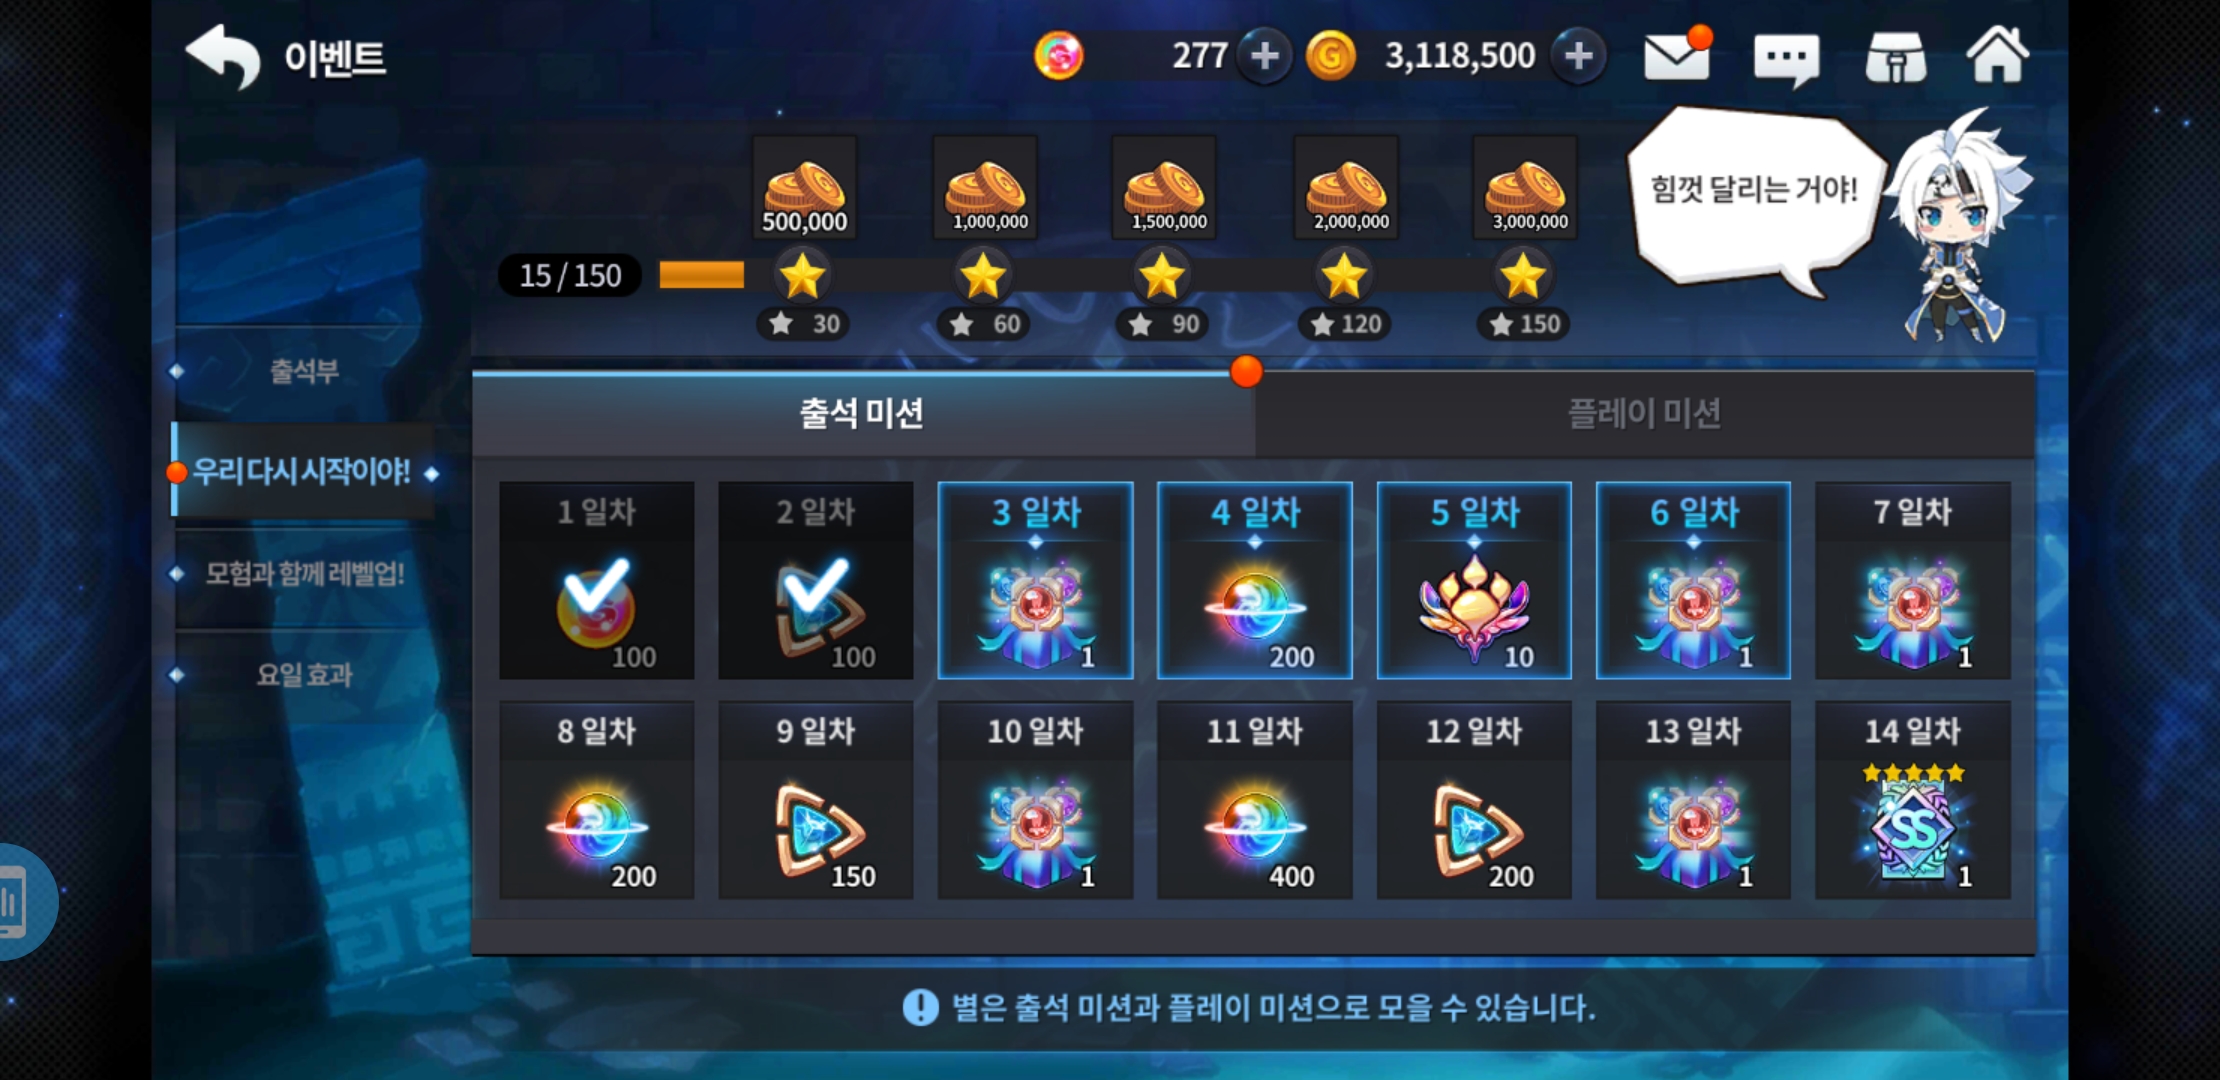 이벤트
277
3,118,500
500,000
1,000,000
1,500,000
2,000,000
3,000,000
힘껏 달리는 거야!
15/150
30
60
90
120
150
출석부
우리 다시 시작이야!
모험과 함께 레벨업!
요일 효과
출석 미션
플레이 미션
1 일차
100
2 일차
100
3 일차
1
4 일차
200
5 일차
10
6 일차
1
7 일차
1
8 일차
200
9 일차
150
10 일차
1
11 일차
400
12 일차
200
13 일차
1
14 일차
SS
1
별은 출석 미션과 플레이 미션으로 모을 수 있습니다.